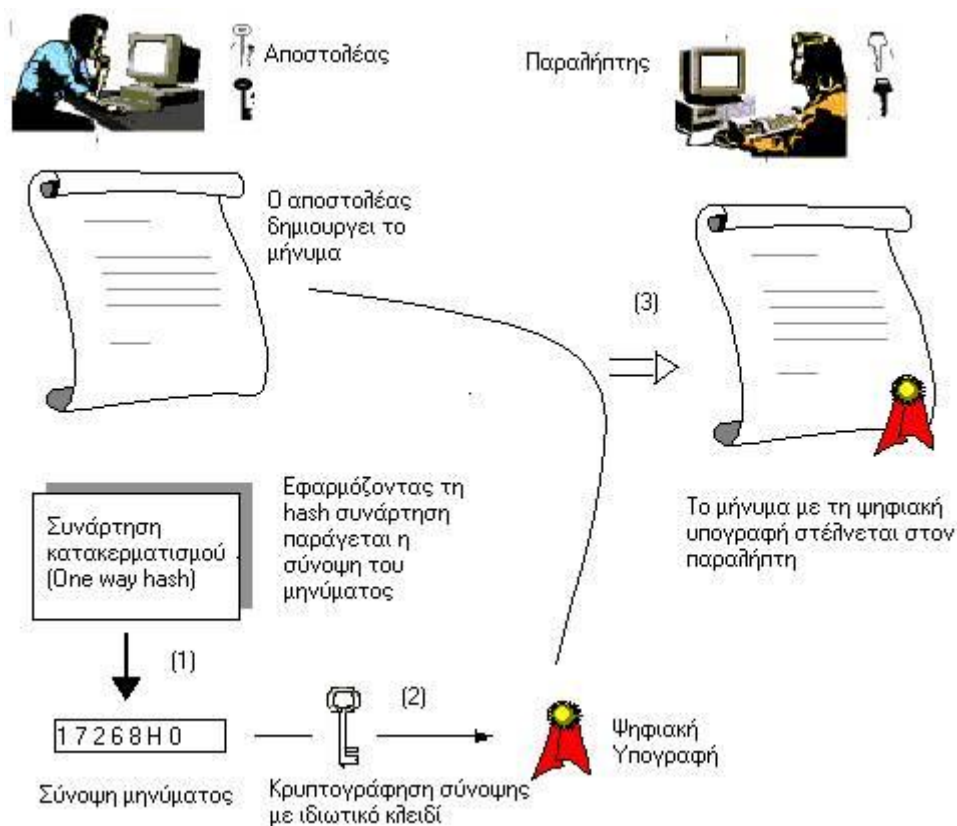 Αποστολέας
Παραλήπτης
Ο αποστολέας
δημιουργει το
μήνυμα
(3)
Συνάρτηση
κατακερματισμού
(One way hash)
Εφαρμόζοντας τη
hash συνάρτηση
παράγεται η
σύνοψη του
μηνύματος
Το μήνυμα με τη ψηφιακή
υπογραφή στέλνεται στον
παραλήπτη
(1)
(2)
17268H0
Σύνοψη μηνύματος
Κρυπτογράφηση σύνοψης
με ιδιωτικό κλειδί
Ψηφιακή
Υπογραφή